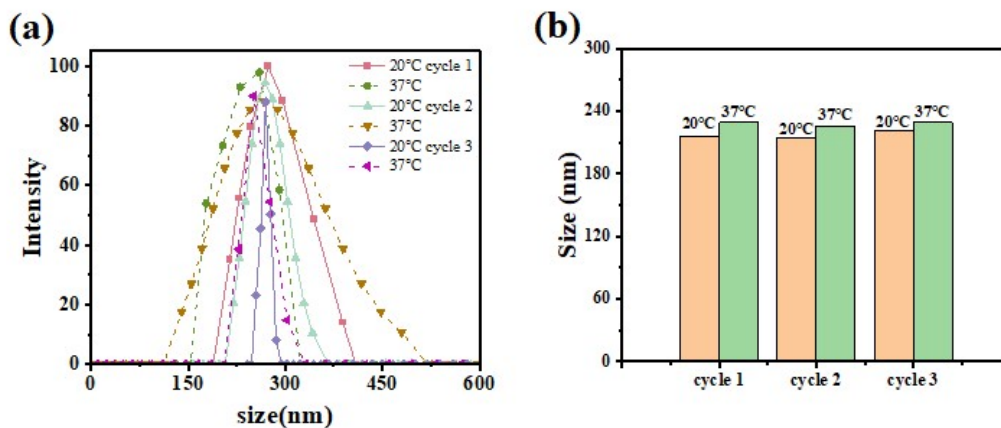 (a)
100
80
60
40
20
0
Intensity
0 150 300 450 600
size(nm)
20°C cycle 1
37°C
20°C cycle 2
37°C
20°C cycle 3
37°C
(b)
300
240
180
120
60
0
Size (nm)
20°C 37°C 20°C 37°C 20°C 37°C
cycle 1 cycle 2 cycle 3